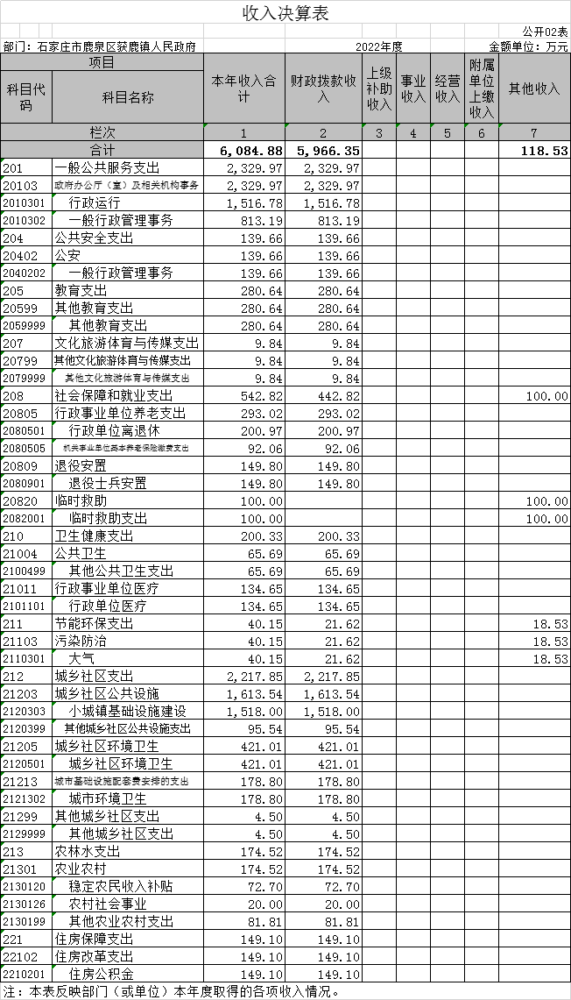 收入决算表
公开02表
部门：石家庄市鹿泉区获鹿镇人民政府 2022年度 金额单位：万元
项目 本年收入合计 财政拨款收入 上级补助收入 事业收入 经营收入 附属单位上缴收入 其他收入
科目代码 科目名称
栏次 1 2 3 4 5 6 7
合计 6,084.88 5,966.35 118.53
201 一般公共服务支出 2,329.97 2,329.97
20103 政府办公厅（室）及相关机构事务 2,329.97 2,329.97
2010301 行政运行 1,516.78 1,516.78
2010302 一般行政管理事务 813.19 813.19
204 公共安全支出 139.66 139.66
20402 公安 139.66 139.66
2040202 一般行政管理事务 139.66 139.66
205 教育支出 280.64 280.64
20599 其他教育支出 280.64 280.64
2059999 其他教育支出 280.64 280.64
207 文化旅游体育与传媒支出 9.84 9.84
20799 其他文化旅游体育与传媒支出 9.84 9.84
2079999 其他文化旅游体育与传媒支出 9.84 9.84
208 社会保障和就业支出 542.82 442.82 100.00
20805 行政事业单位养老支出 293.02 293.02
2080501 行政单位离退休 200.97 200.97
2080505 机关事业单位基本养老保险缴费支出 92.06 92.06
20809 退役安置 149.80 149.80
2080901 退役士兵安置 149.80 149.80
20820 临时救助 100.00 100.00
2082001 临时救助支出 100.00 100.00
210 卫生健康支出 200.33 200.33
21004 公共卫生 65.69 65.69
2100499 其他公共卫生支出 65.69 65.69
21011 行政事业单位医疗 134.65 134.65
2101101 行政单位医疗 134.65 134.65
211 节能环保支出 40.15 21.62 18.53
21103 污染防治 40.15 21.62 18.53
2110301 大气 40.15 21.62 18.53
212 城乡社区支出 2,217.85 2,217.85
21203 城乡社区公共设施 1,613.54 1,613.54
2120303 小城镇基础设施建设 1,518.00 1,518.00
2120399 其他城乡社区公共设施支出 95.54 95.54
21205 城乡社区环境卫生 421.01 421.01
2120501 城乡社区环境卫生 421.01 421.01
21213 城市基础设施配套费安排的支出 178.80 178.80
2121302 城市环境卫生 178.80 178.80
21299 其他城乡社区支出 4.50 4.50
2129999 其他城乡社区支出 4.50 4.50
213 农林水支出 174.52 174.52
21301 农业农村 174.52 174.52
2130120 稳定农民收入补贴 72.70 72.70
2130126 农村社会事业 20.00 20.00
2130199 其他农业农村支出 81.81 81.81
221 住房保障支出 149.10 149.10
22102 住房改革支出 149.10 149.10
2210201 住房公积金 149.10 149.10
注：本表反映部门（或单位）本年度取得的各项收入情况。